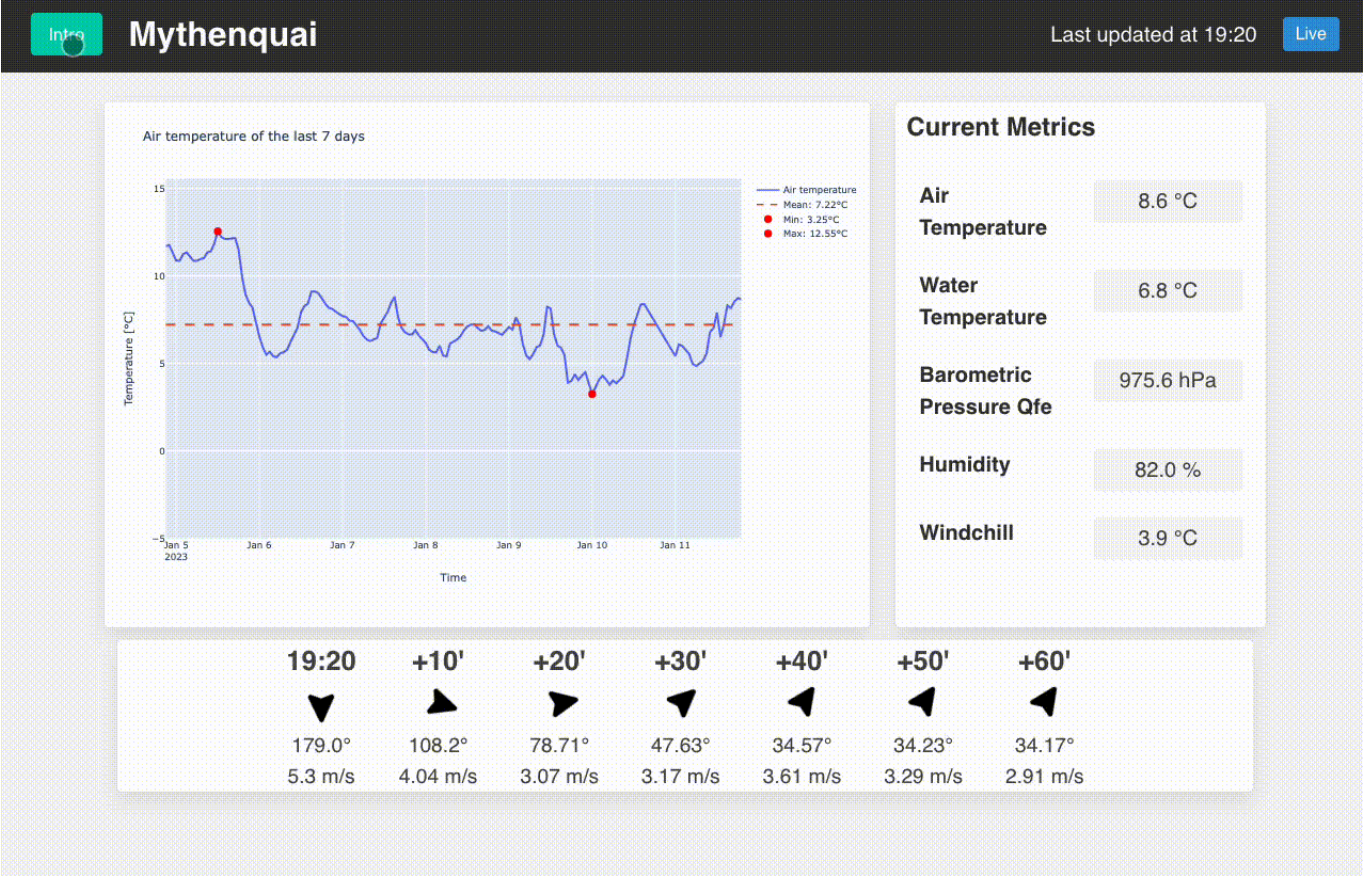 Intro
Mythenquai
Last updated at 19:20
Live
Air temperature of the last 7 days
15
10
5
0
−5
Temperature [°C]
Jan 5
2023
Jan 6
Jan 7
Jan 8
Jan 9
Jan 10
Jan 11
Time
Air temperature
Mean: 7.22°C
Min: 3.25°C
Max: 12.55°C
Current Metrics
Air
Temperature
8.6 °C
Water
Temperature
6.8 °C
Barometric
Pressure Qfe
975.6 hPa
Humidity
82.0 %
Windchill
3.9 °C
19:20 +10' +20' +30' +40' +50' +60'
179.0° 108.2° 78.71° 47.63° 34.57° 34.23° 34.17°
5.3 m/s 4.04 m/s 3.07 m/s 3.17 m/s 3.61 m/s 3.29 m/s 2.91 m/s